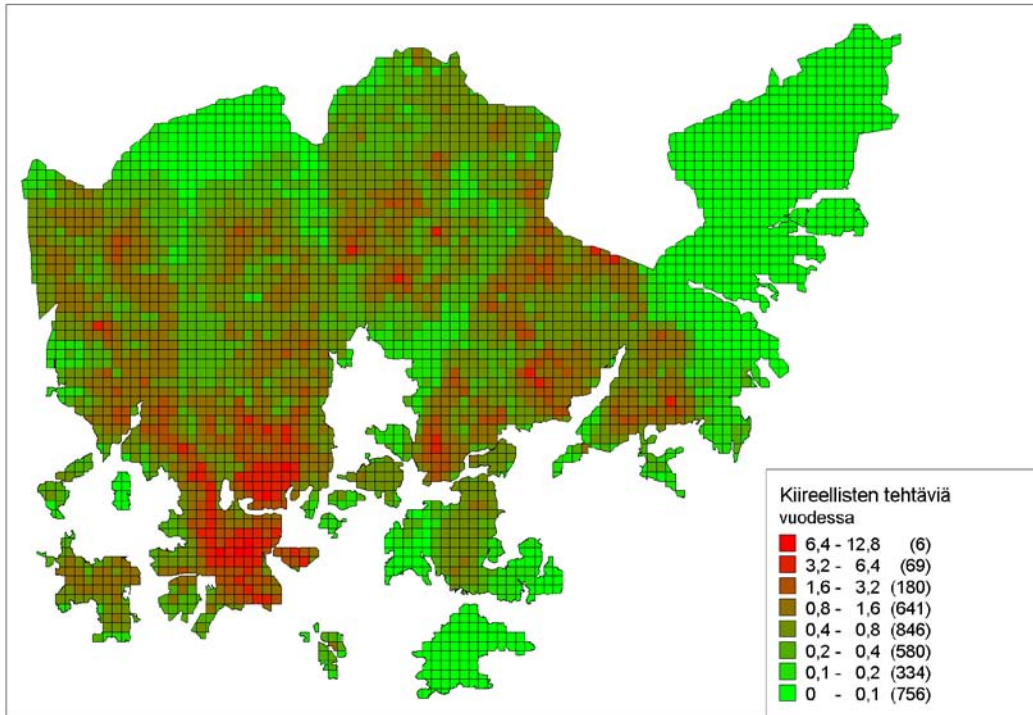 Kiireellisten tehtäviä
vuodessa
6,4 - 12,8 (6)
3,2 - 6,4 (69)
1,6 - 3,2 (180)
0,8 - 1,6 (641)
0,4 - 0,8 (846)
0,2 - 0,4 (580)
0,1 - 0,2 (334)
0 - 0,1 (756)